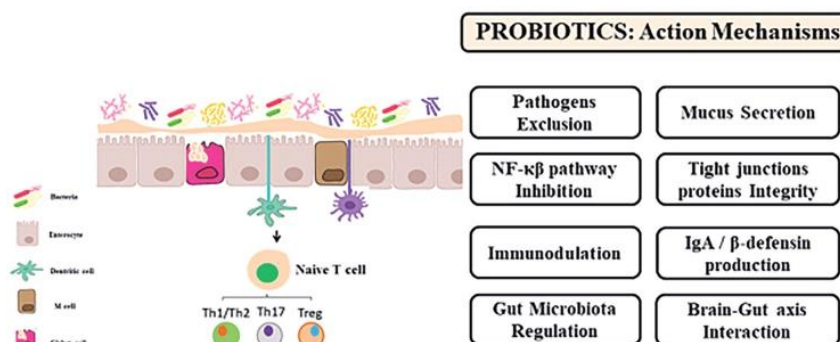 PROBIOTICS: Action Mechanisms
Pathogens
Exclusion
Mucus Secretion
NF-κβ pathway
Inhibition
Tight junctions
proteins Integrity
Immunodulation
IgA / β-defensin
production
Gut Microbiota
Regulation
Brain-Gut axis
Interaction
Bacteria
Enterocyte
Dentritic cell
M cell
Naive T cell
Th1/Th2 Th17 Treg